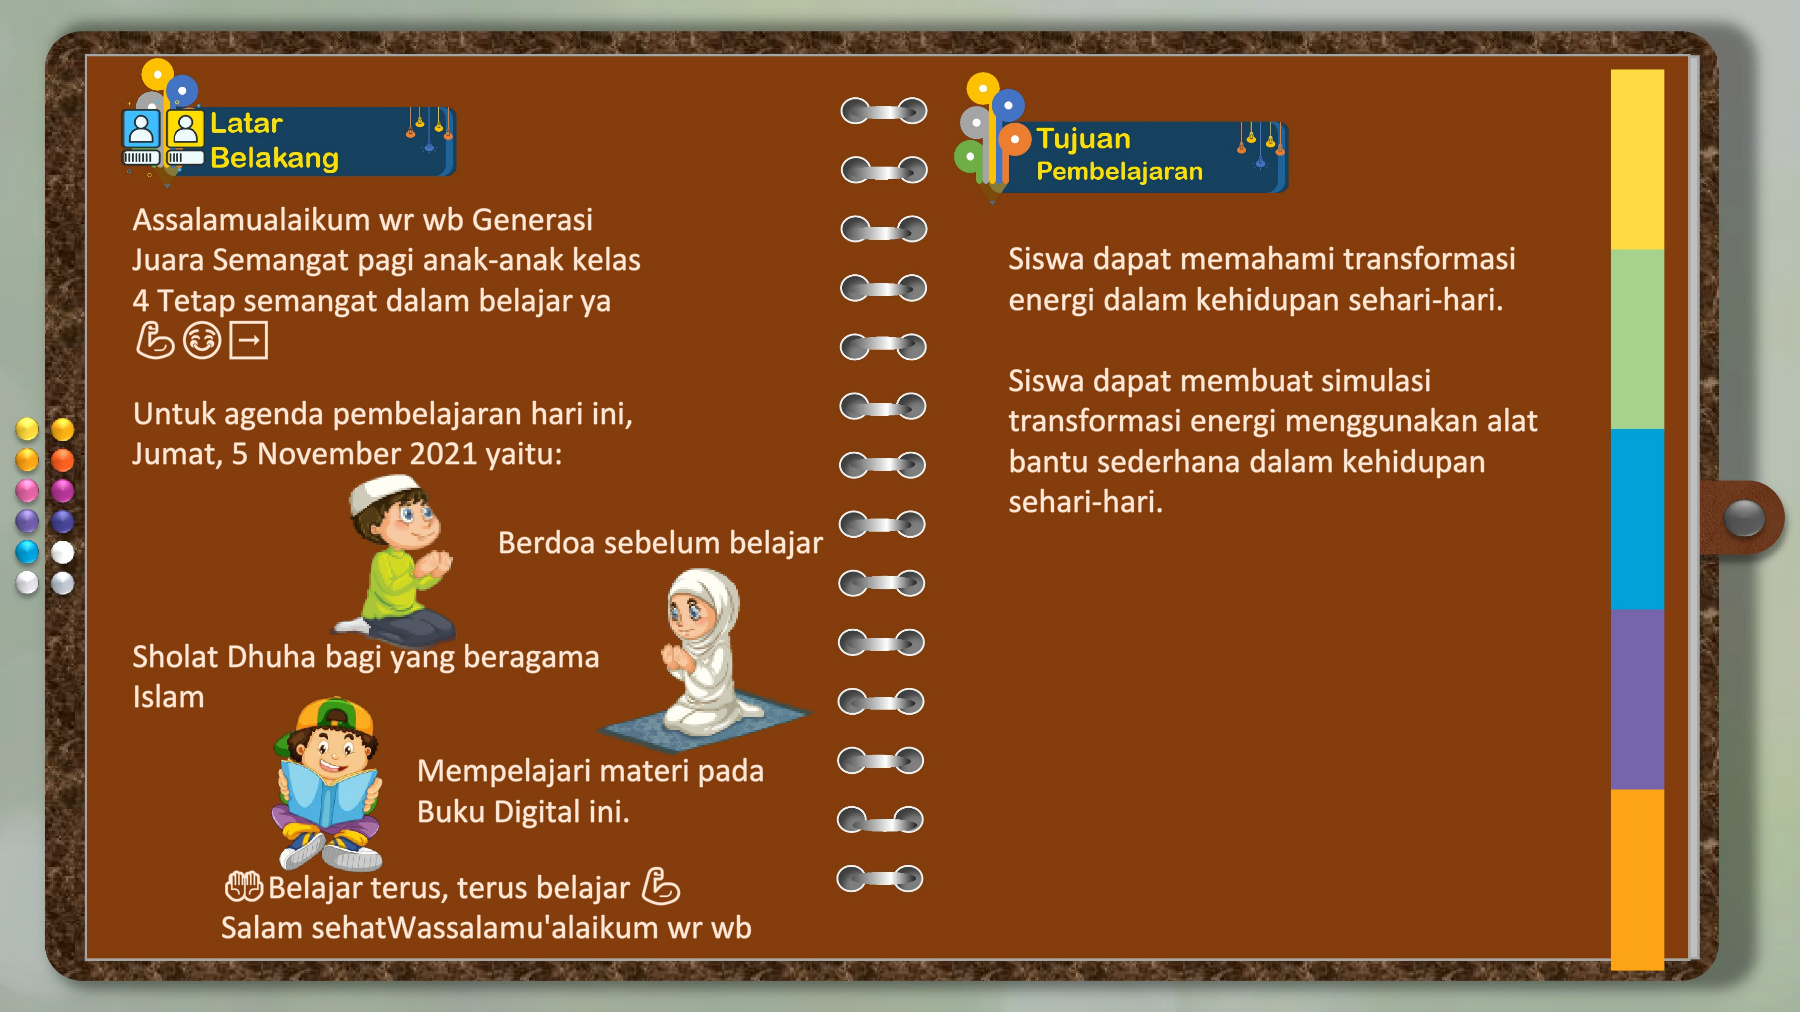 Latar
Belakang
Assalamualaikum wr wb Generasi
Juara Semangat pagi anak-anak kelas
4 Tetap semangat dalam belajar ya
💪😊➡
Untuk agenda pembelajaran hari ini,
Jumat, 5 November 2021 yaitu:
Berdoa sebelum belajar
Sholat Dhuha bagi yang beragama
Islam
Mempelajari materi pada
Buku Digital ini.
🤲Belajar terus, terus belajar 💪
Salam sehatWassalamu'alaikum wr wb
Tujuan
Pembelajaran
Siswa dapat memahami transformasi
energi dalam kehidupan sehari-hari.
Siswa dapat membuat simulasi
transformasi energi menggunakan alat
bantu sederhana dalam kehidupan
sehari-hari.